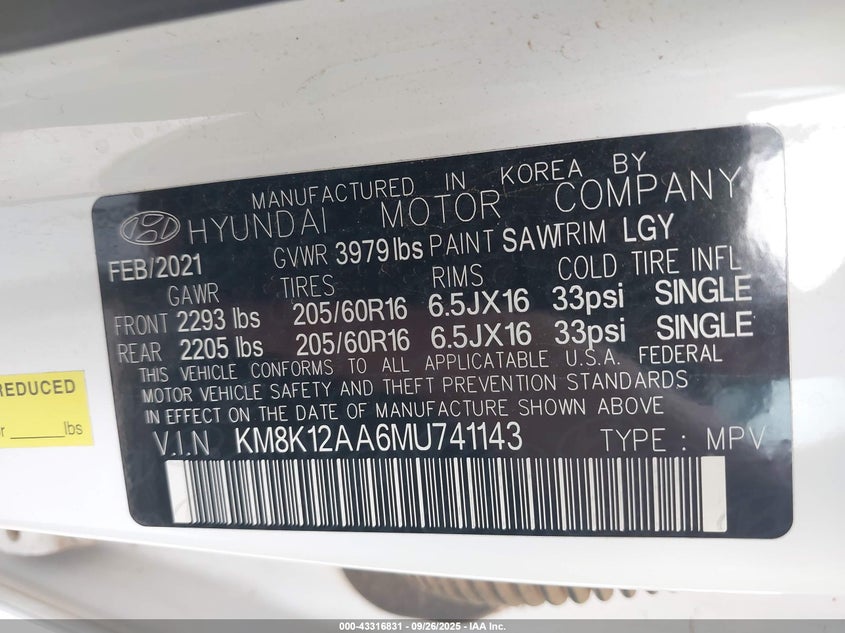 MANUFACTURED IN KOREA BY
HYUNDAI MOTOR COMPANY
FEB/2021 GVWR 3979lbs PAINT SAW TRIM LGY
GAWR TIRES RIMS COLD TIRE INFL
FRONT 2293 lbs 205/60R16 6.5JX16 33psi SINGLE
REAR 2205 lbs 205/60R16 6.5JX16 33psi SINGLE
THIS VEHICLE CONFORMS TO ALL APPLICATABLE U.S.A. FEDERAL
MOTOR VEHICLE SAFETY AND THEFT PREVENTION STANDARDS
IN EFFECT ON THE DATE OF MANUFACTURE SHOWN ABOVE
V.I.N KM8K12AA6MU741143 TYPE : MPV
REDUCED
lbs
000-43316831 - 09/26/2025 - IAA Inc.